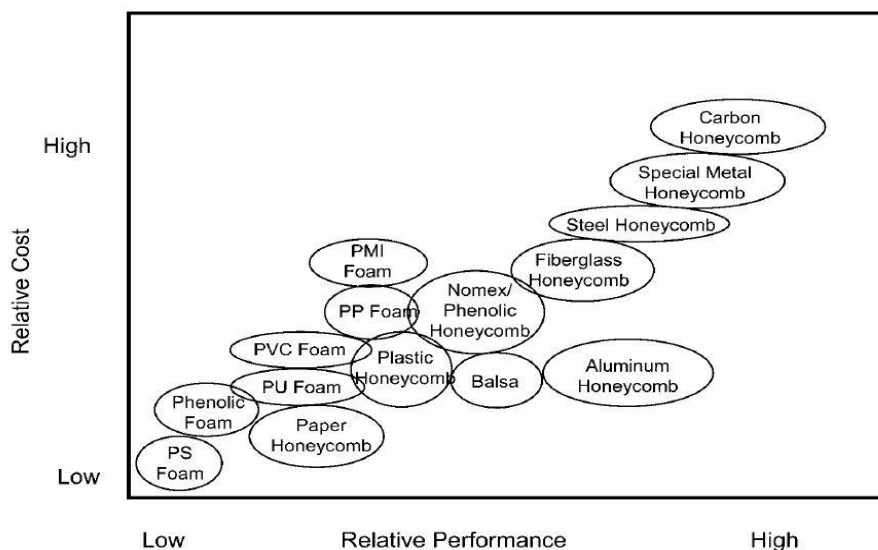 Carbon
Honeycomb
High
Special Metal
Honeycomb
Steel Honeycomb
PMI
Foam
Fiberglass
Honeycomb
Relative Cost
Nomex/
Phenolic
Honeycomb
PP Foam
PVC Foam
Plastic
Honeycomb
Aluminum
Honeycomb
PU Foam
Balsa
Phenolic
Foam
Paper
Honeycomb
PS
Foam
Low
Low
Relative Performance
High